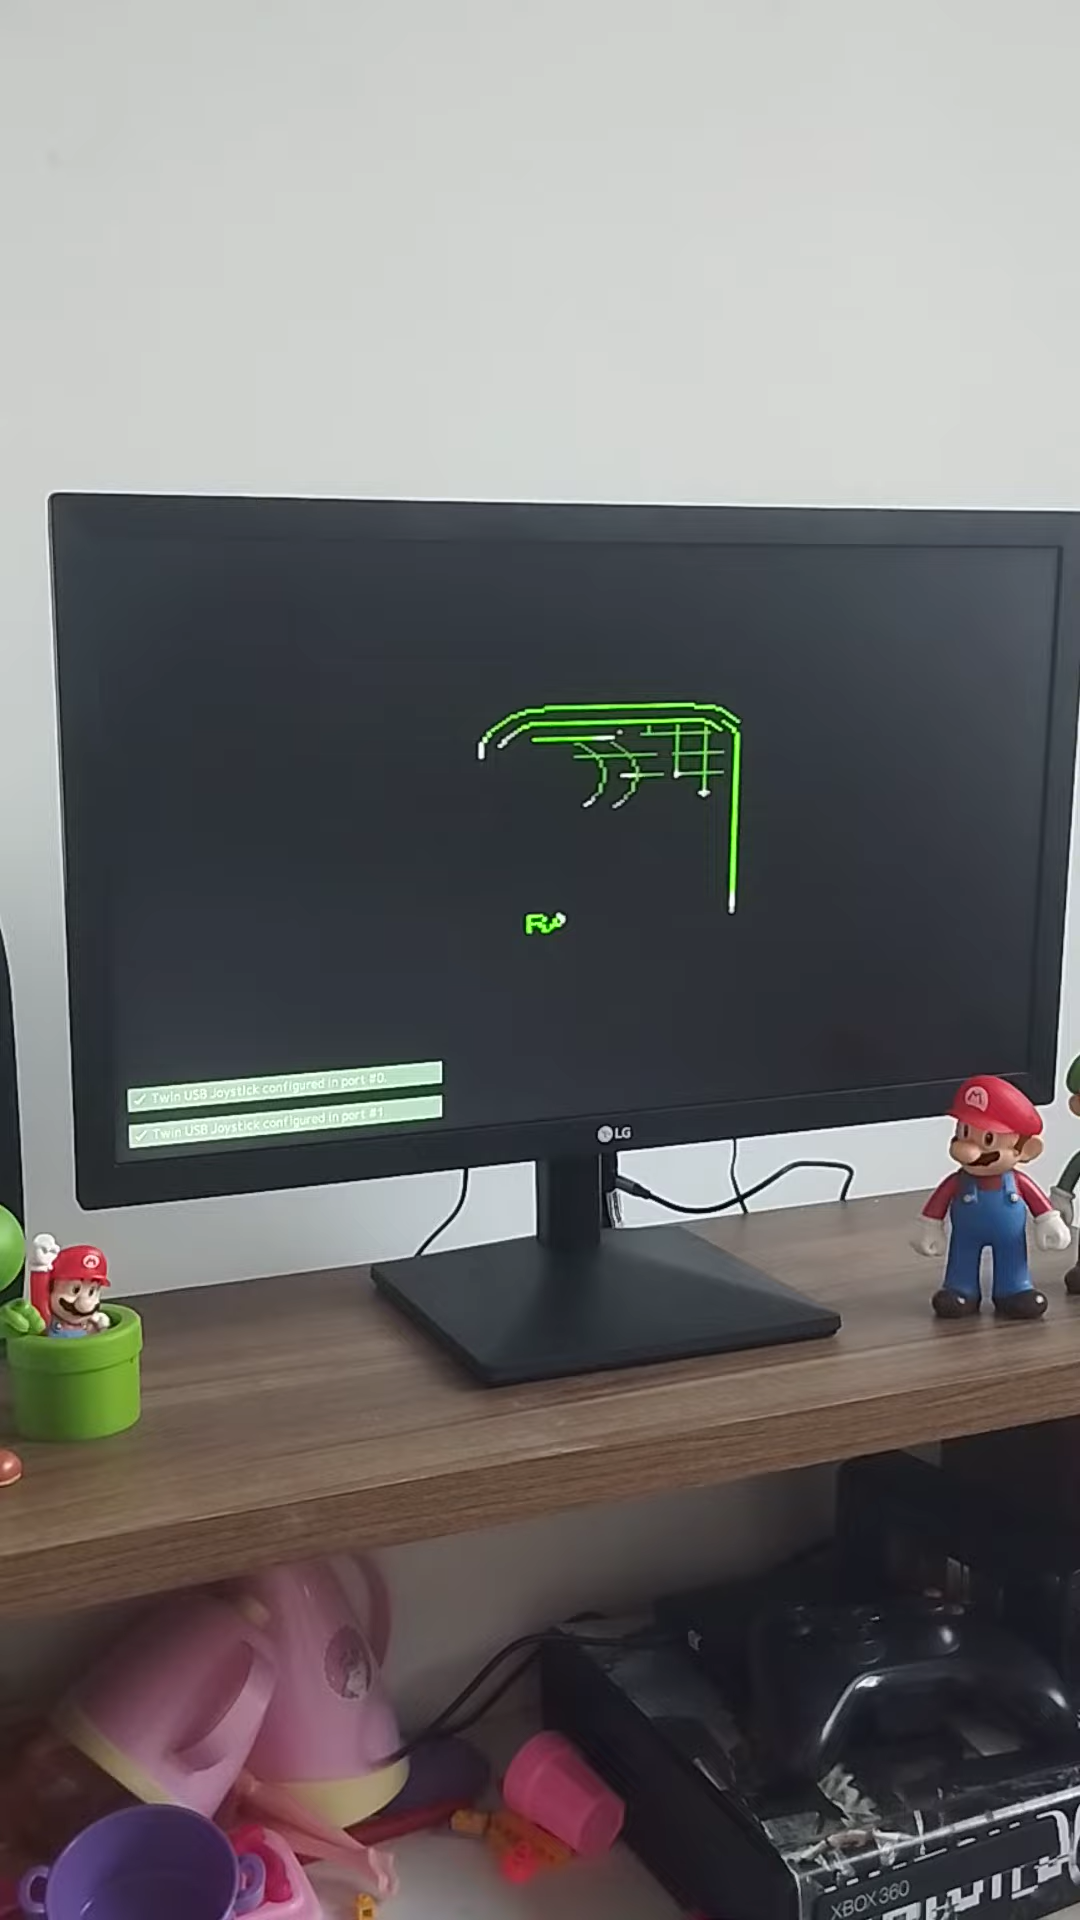 Twin USB Joystick configured in port #0.
Twin USB Joystick configured in port #1.
LG
M
M
XBOX 360